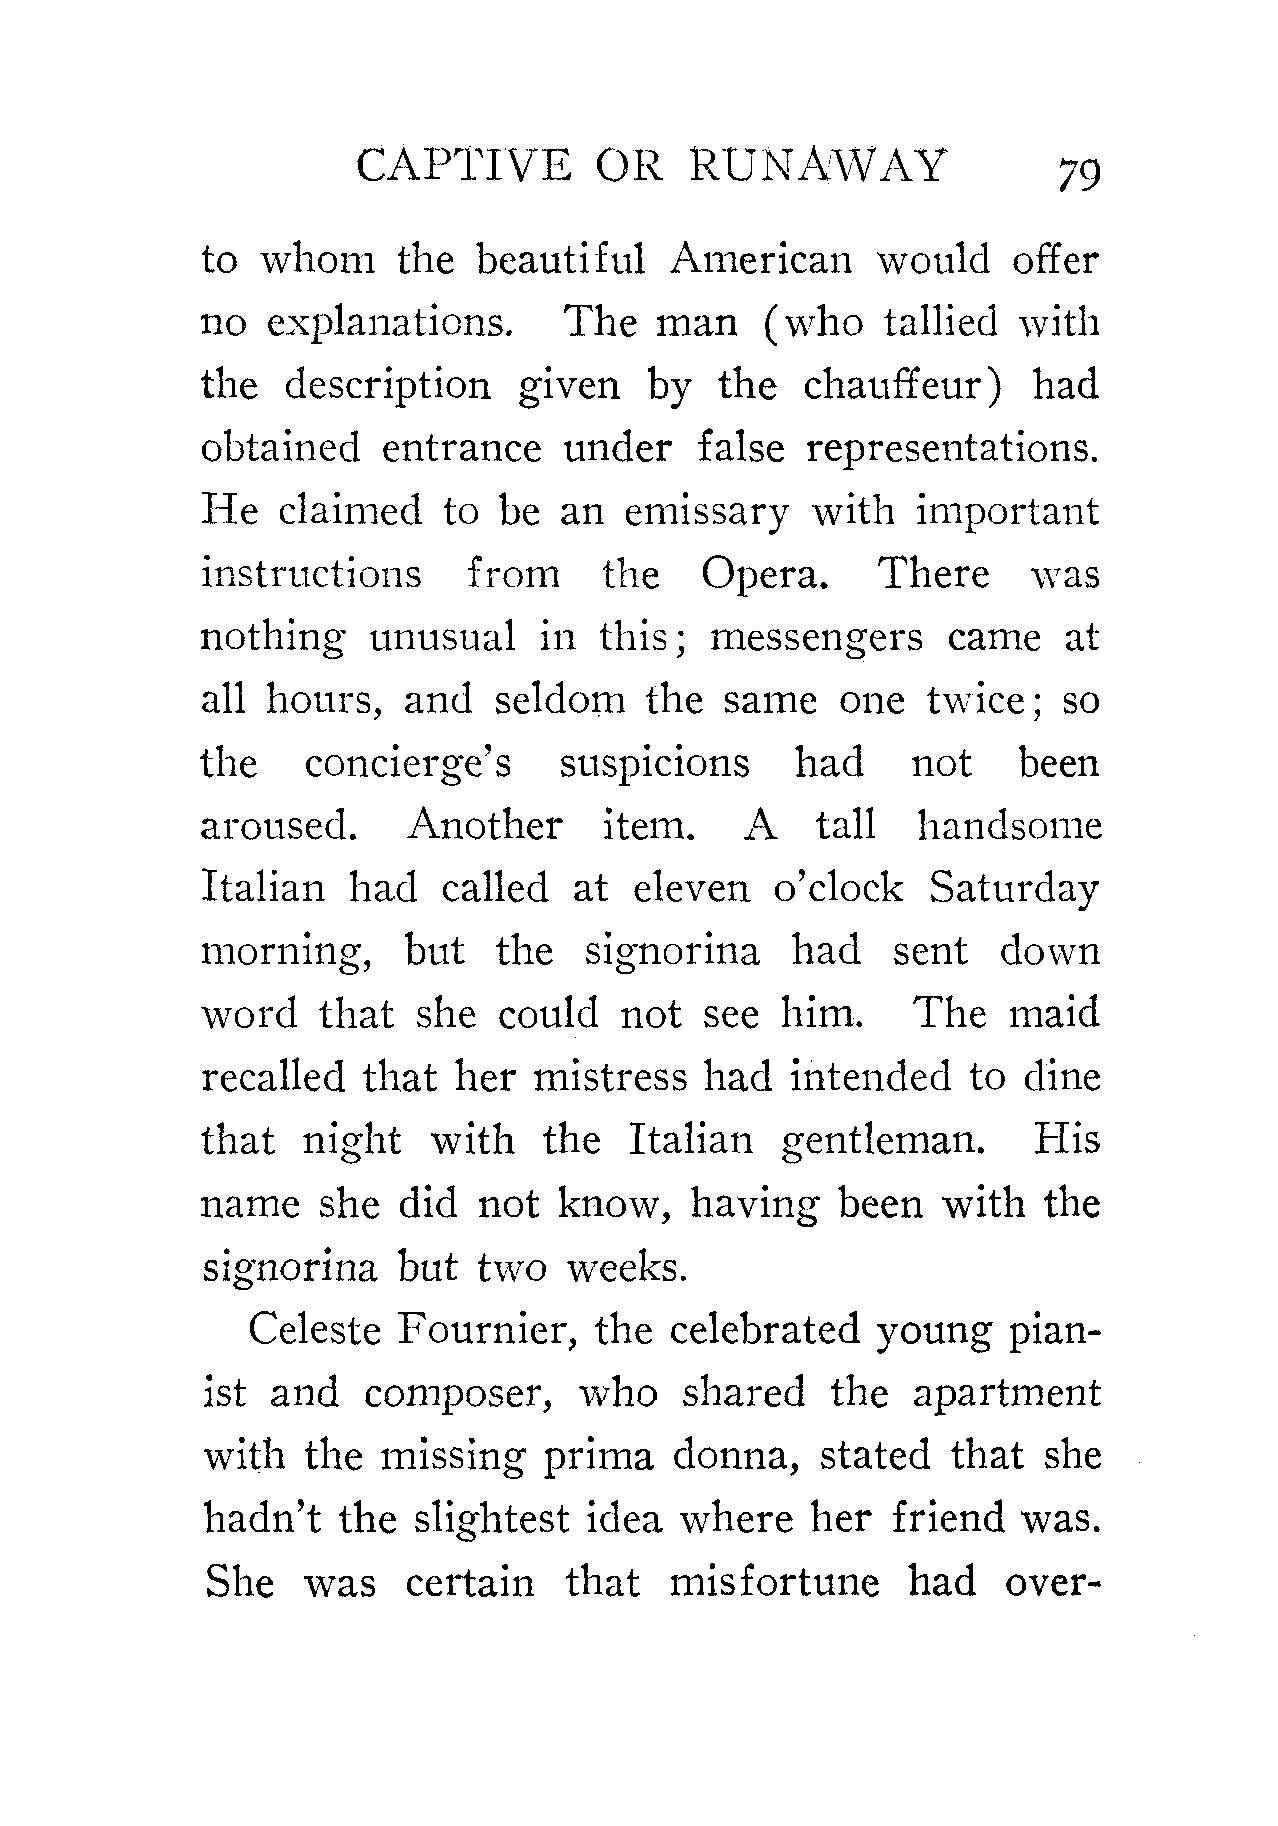 CAPTIVE OR RUNAWAY 79
to whom the beautiful American would offer
no explanations. The man (who tallied with
the description given by the chauffeur) had
obtained entrance under false representations.
He claimed to be an emissary with important
instructions from the Opera. There was
nothing unusual in this; messengers came at
all hours, and seldom the same one twice; so
the concierge's suspicions had not been
aroused. Another item. A tall handsome
Italian had called at eleven o'clock Saturday
morning, but the signorina had sent down
word that she could not see him. The maid
recalled that her mistress had intended to dine
that night with the Italian gentleman. His
name she did not know, having been with the
signorina but two weeks.
Celeste Fournier, the celebrated young pian-
ist and composer, who shared the apartment
with the missing prima donna, stated that she
hadn't the slightest idea where her friend was.
She was certain that misfortune had over-